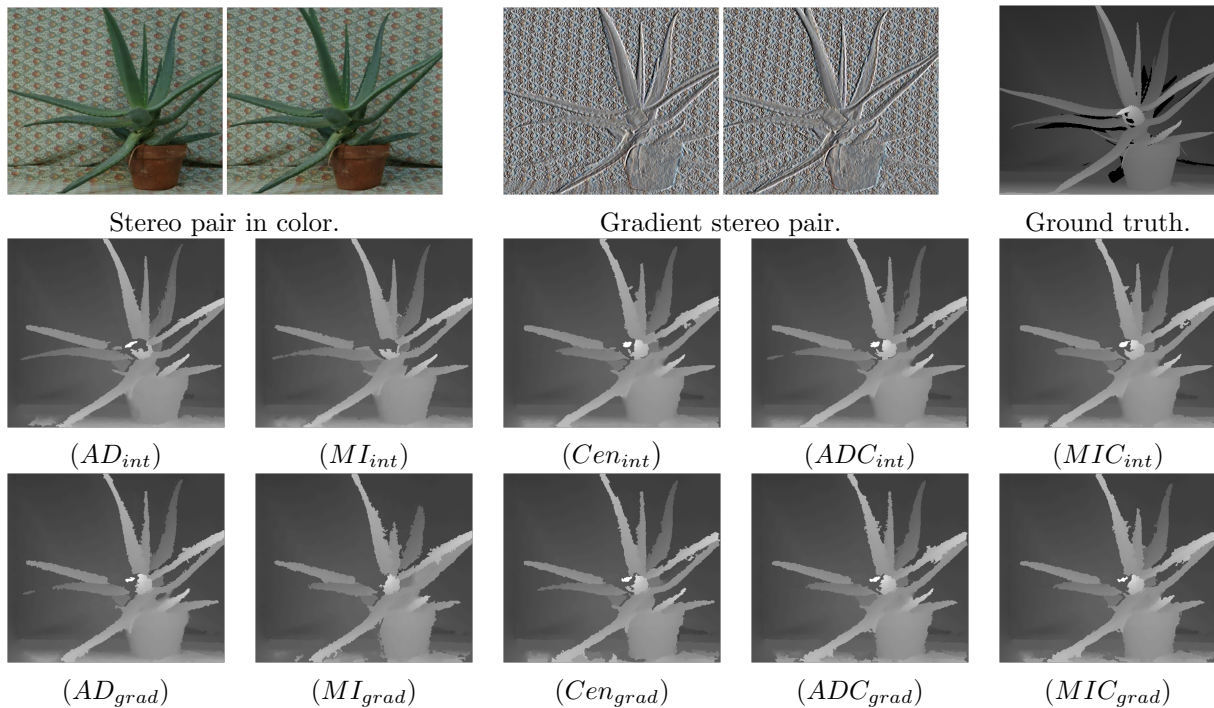 Stereo pair in color. Gradient stereo pair. Ground truth.
(AD_int) (MI_int) (Cen_int) (ADC_int) (MIC_int)
(AD_grad) (MI_grad) (Cen_grad) (ADC_grad) (MIC_grad)